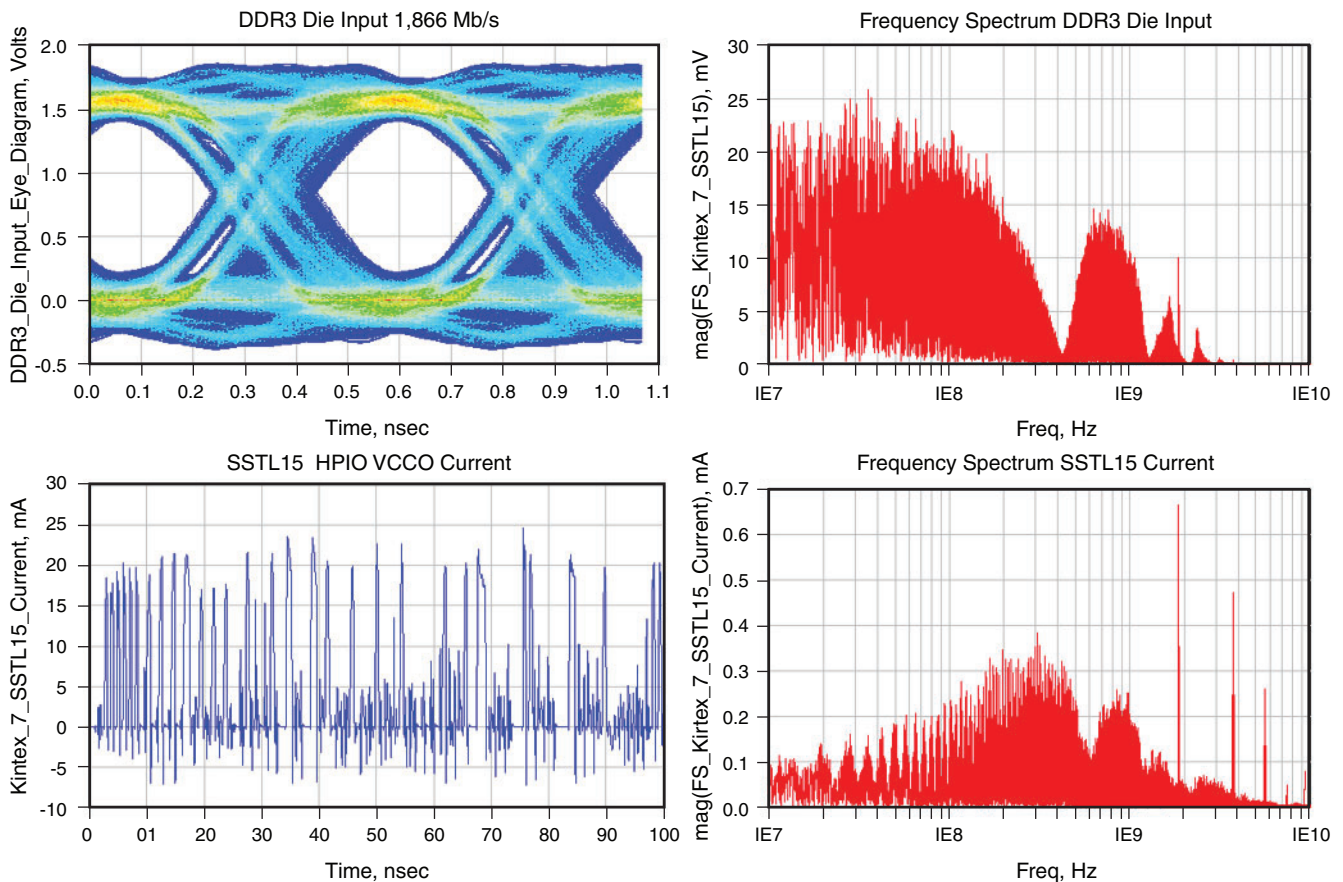 DDR3 Die Input 1,866 Mb/s
DDR3_Die_Input_Eye_Diagram, Volts
2.0
1.5
1.0
0.5
0.0
-0.5
0.0 0.1 0.2 0.3 0.4 0.5 0.6 0.7 0.8 0.9 1.0 1.1
Time, nsec
Frequency Spectrum DDR3 Die Input
mag(FS_Kintex_7_SSTL15), mV
30
25
20
15
10
5
0
IE7 IE8 IE9 IE10
Freq, Hz
SSTL15 HPIO VCCO Current
Kintex_7_SSTL15_Current, mA
30
25
20
15
10
5
0
-5
-10
0 01 20 30 40 50 60 70 80 90 100
Time, nsec
Frequency Spectrum SSTL15 Current
mag(FS_Kirtex_7_SSTL15_Current), mA
0.7
0.6
0.5
0.4
0.3
0.2
0.1
0.0
IE7 IE8 IE9 IE10
Freq, Hz